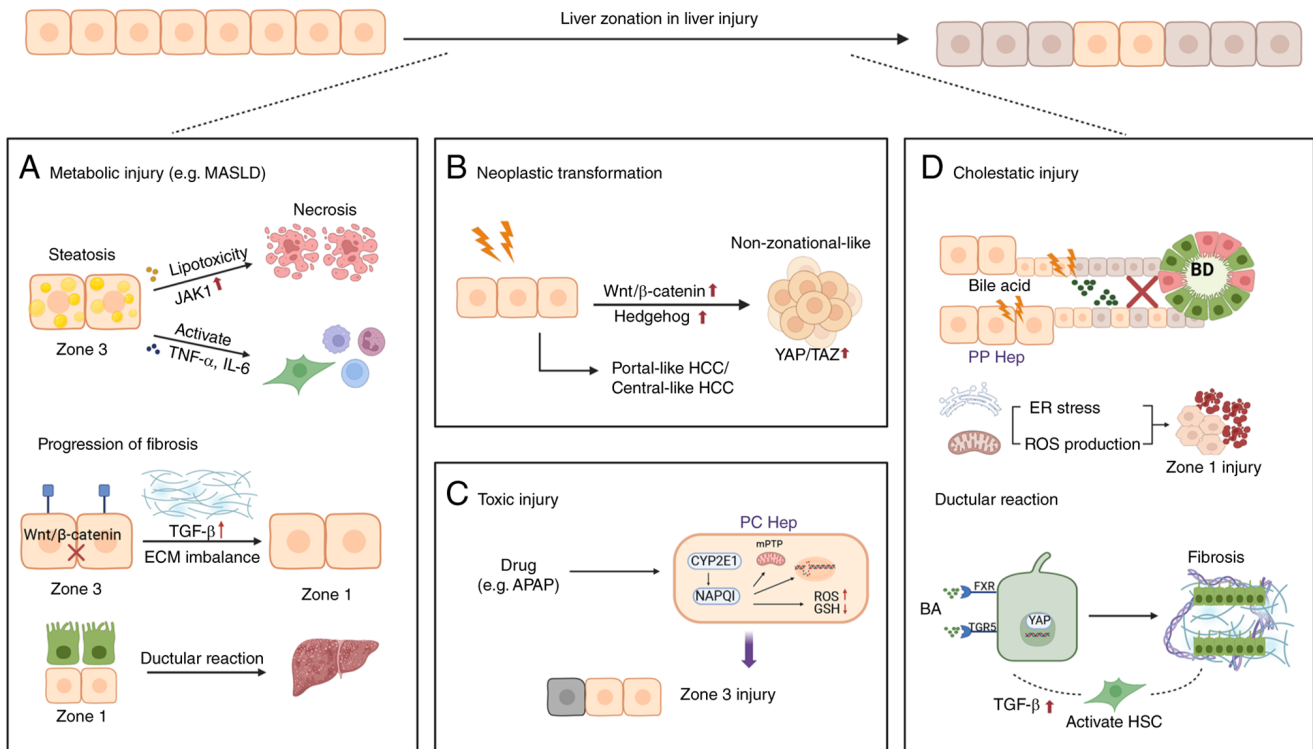 Liver zonation in liver injury
A Metabolic injury (e.g. MASLD)
Necrosis
Steatosis
Lipotoxicity
JAK1
Activate
TNF-α, IL-6
Zone 3
Progression of fibrosis
Wnt/β-catenin
TGF-β
ECM imbalance
Zone 3
Zone 1
Ductular reaction
Zone 1
B Neoplastic transformation
Non-zonational-like
Wnt/β-catenin
Hedgehog
YAP/TAZ
Portal-like HCC/
Central-like HCC
C Toxic injury
PC Hep
Drug
(e.g. APAP)
CYP2E1
NAPQI
mPTP
ROS
GSH
Zone 3 injury
D Cholestatic injury
BD
Bile acid
PP Hep
ER stress
ROS production
Zone 1 injury
Ductular reaction
Fibrosis
BA
FXR
TGR5
YAP
TGF-β
Activate HSC